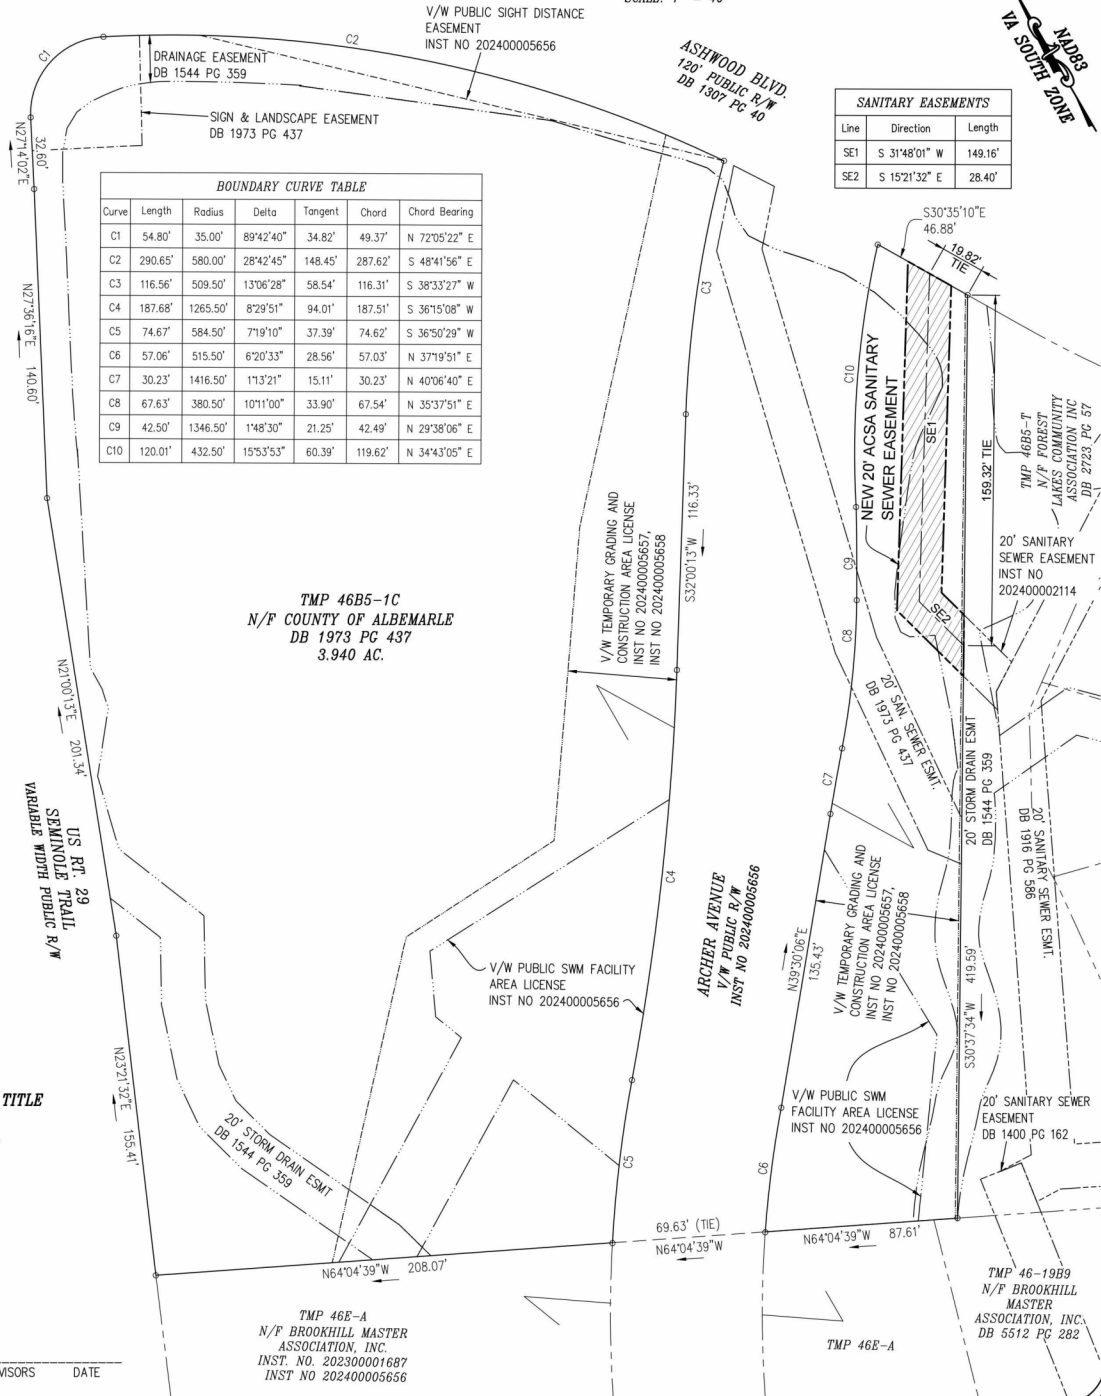 V/W PUBLIC SIGHT DISTANCE
EASEMENT
INST NO 202400005656
NAD83
VA SOUTH ZONE
C1
C2
DRAINAGE EASEMENT
DB 1544 PG 359
SIGN & LANDSCAPE EASEMENT
DB 1973 PG 437
ASHWOOD BLVD.
120' PUBLIC R/W
DB 1307 PG 40
SANITARY EASEMENTS
Line Direction Length
SE1 S 31°48'01" W 149.16'
SE2 S 15°21'32" E 28.40'
N27°14'02"E
32.60'
BOUNDARY CURVE TABLE
Curve Length Radius Delta Tangent Chord Chord Bearing
C1 54.80' 35.00' 89°42'40" 34.82' 49.37' N 72°05'22" E
C2 290.65' 580.00' 28°42'45" 148.45' 287.62' S 48°41'56" E
C3 116.56' 509.50' 13°06'28" 58.54' 116.31' S 38°33'27" W
C4 187.68' 1265.50' 8°29'51" 94.01' 187.51' S 36°15'08" W
C5 74.67' 584.50' 7°19'10" 37.39' 74.62' S 36°50'29" W
C6 57.06' 515.50' 6°20'33" 28.56' 57.03' N 37°19'51" E
C7 30.23' 1416.50' 1°13'21" 15.11' 30.23' N 40°06'40" E
C8 67.63' 380.50' 10°11'00" 33.90' 67.54' N 35°37'51" E
C9 42.50' 1346.50' 1°48'30" 21.25' 42.49' N 29°38'06" E
C10 120.01' 432.50' 15°53'53" 60.39' 119.62' N 34°43'05" E
S30°35'10"E
46.88'
19.82'
TIE
C3
C10
N27°36'16"E 140.60'
NEW 20' ACSA SANITARY
SEWER EASEMENT
SE1
SE2
159.32' TIE
TMP 46B5-T
N/F FOREST
LAKES COMMUNITY
ASSOCIATION INC
DB 2723 PG 57
20' SANITARY
SEWER EASEMENT
INST NO
202400002114
V/W TEMPORARY GRADING AND
CONSTRUCTION AREA LICENSE
INST NO 202400005657,
INST NO 202400005658
S32°00'13"W 116.33'
C9
C8
TMP 46B5-1C
N/F COUNTY OF ALBEMARLE
DB 1973 PG 437
3.940 AC.
N21°00'13"E 201.34'
20' SAN. SEWER ESMT.
DB 1973 PG 437
20' STORM DRAIN ESMT
DB 1544 PG 359
20' SANITARY SEWER ESMT.
DB 1916 PG 586
C7
US RT. 29
SEMINOLE TRAIL
VARIABLE WIDTH PUBLIC R/W
C4
ARCHER AVENUE
V/W PUBLIC R/W
INST NO 202400005656
N39°30'06"E
135.43'
V/W TEMPORARY GRADING AND
CONSTRUCTION AREA LICENSE
INST NO 202400005657,
INST NO 202400005658
S30°37'34"W 419.59'
V/W PUBLIC SWM FACILITY
AREA LICENSE
INST NO 202400005656
N23°21'32"E 155.41'
TITLE
20' STORM DRAIN ESMT
DB 1544 PG 359
V/W PUBLIC SWM
FACILITY AREA LICENSE
INST NO 202400005656
20' SANITARY SEWER
EASEMENT
DB 1400 PG 162
C5
C6
69.63' (TIE)
N64°04'39"W
N64°04'39"W 87.61'
N64°04'39"W 208.07'
TMP 46E-A
N/F BROOKHILL MASTER
ASSOCIATION, INC.
INST. NO. 202300001687
INST NO 202400005656
TMP 46E-A
TMP 46-19B9
N/F BROOKHILL
MASTER
ASSOCIATION, INC.
DB 5512 PG 282
VISORS DATE